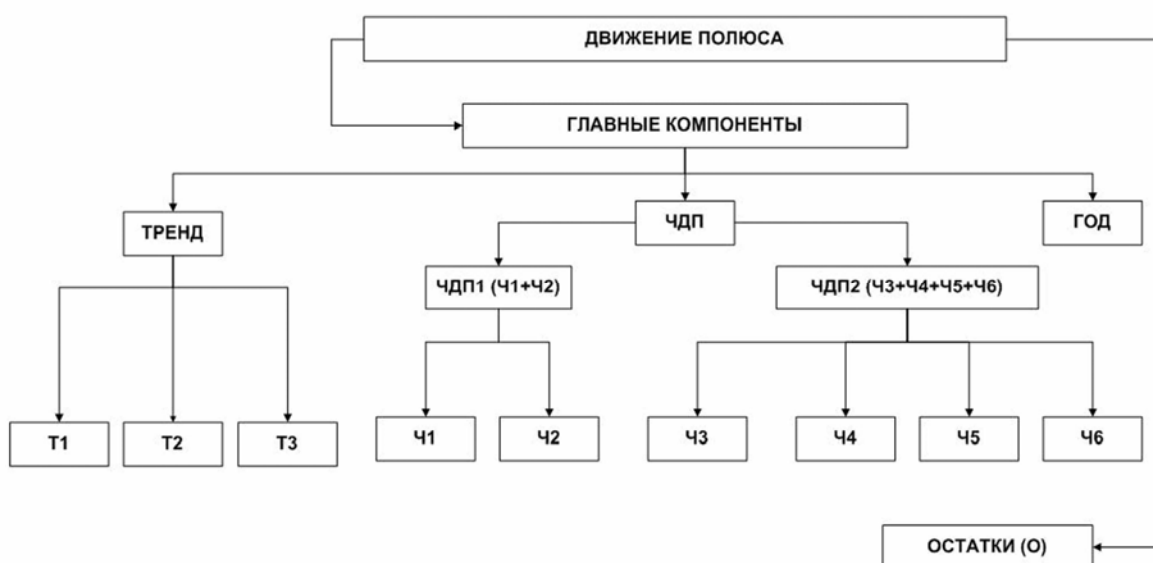 ДВИЖЕНИЕ ПОЛЮСА
ГЛАВНЫЕ КОМПОНЕНТЫ
ТРЕНД
ЧДП
ГОД
ЧДП1 (Ч1+Ч2)
ЧДП2 (Ч3+Ч4+Ч5+Ч6)
Т1
Т2
Т3
Ч1
Ч2
Ч3
Ч4
Ч5
Ч6
ОСТАТКИ (О)